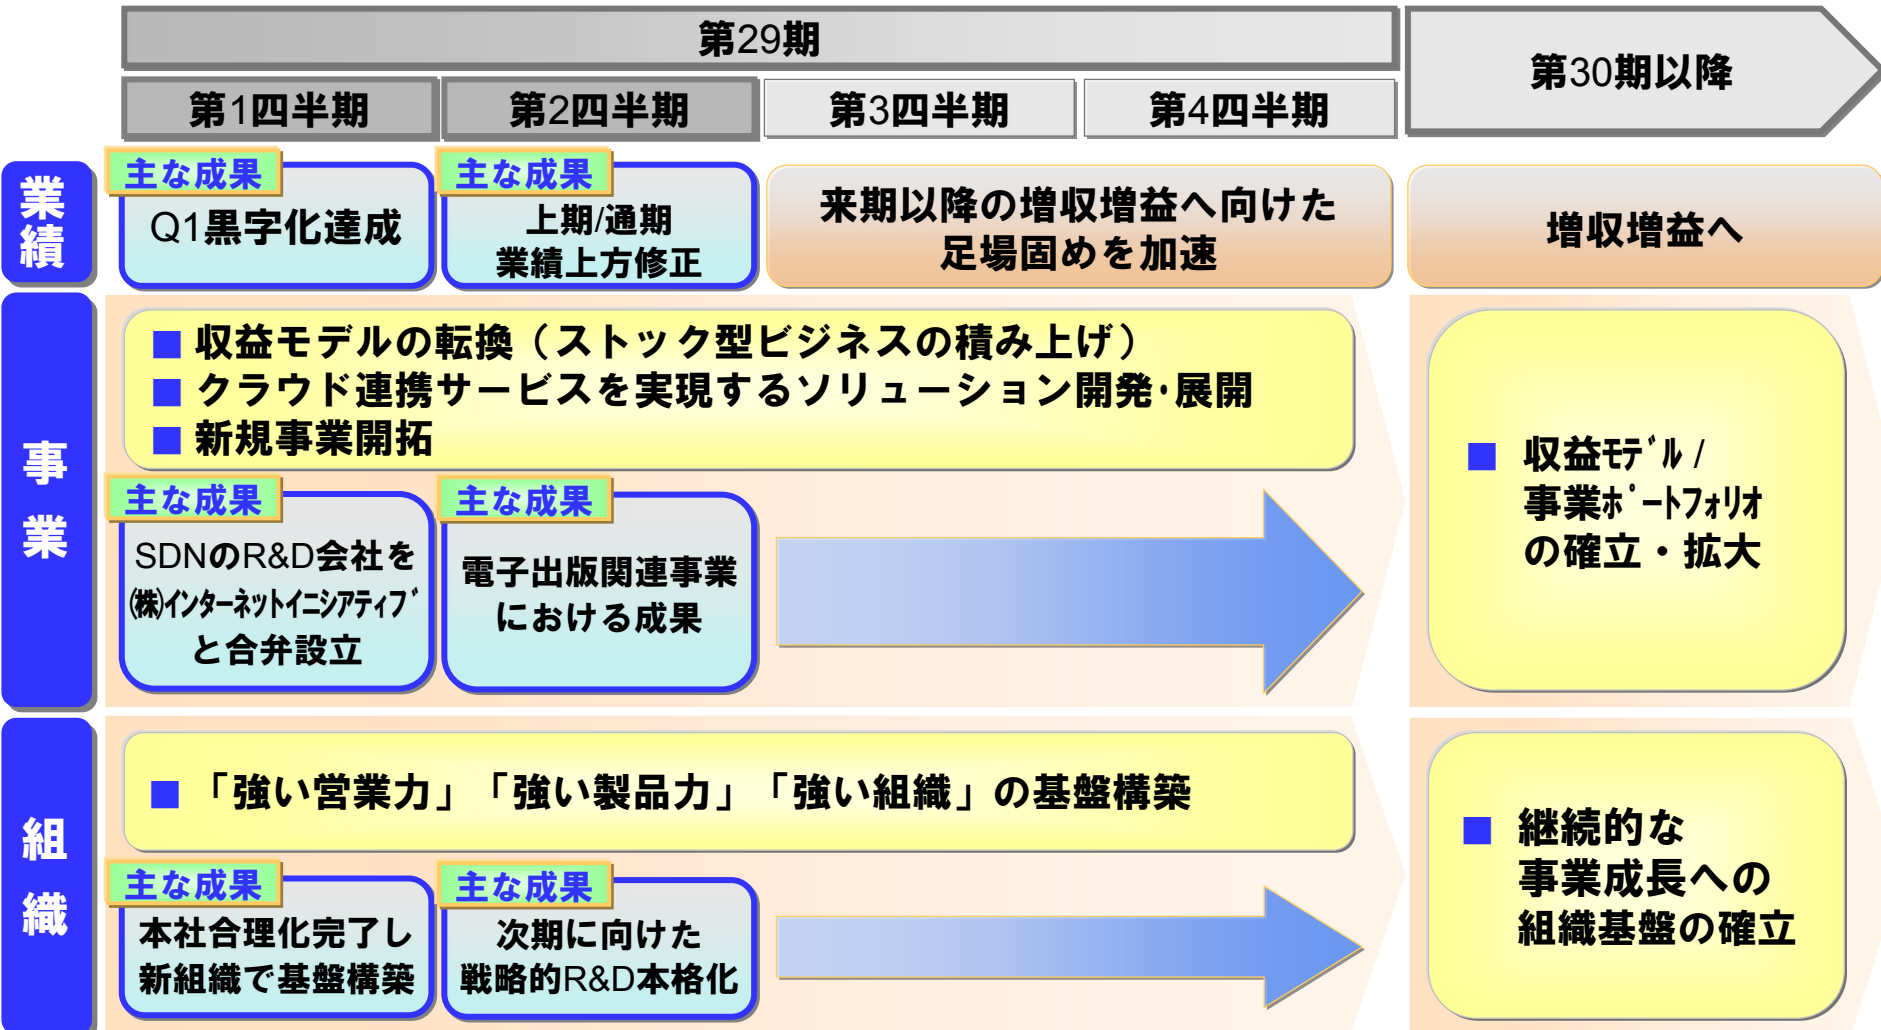 第29期
第30期以降
第1四半期
第2四半期
第3四半期
第4四半期
業績
主な成果
Q1黒字化達成
主な成果
上期/通期
業績上方修正
来期以降の増収増益へ向けた
足場固めを加速
増収増益へ
事業
■ 収益モデルの転換（ストック型ビジネスの積み上げ）
■ クラウド連携サービスを実現するソリューション開発･展開
■ 新規事業開拓
主な成果
SDNのR&D会社を
㈱ｲﾝﾀｰﾈｯﾄｲﾆｼｱﾃｨﾌﾞ
と合弁設立
主な成果
電子出版関連事業
における成果
■ 収益ﾓﾃﾞﾙ /
事業ﾎﾟｰﾄﾌｫﾘｵ
の確立・拡大
組織
■ 「強い営業力」「強い製品力」「強い組織」の基盤構築
主な成果
本社合理化完了し
新組織で基盤構築
主な成果
次期に向けた
戦略的R&D本格化
■ 継続的な
事業成長への
組織基盤の確立